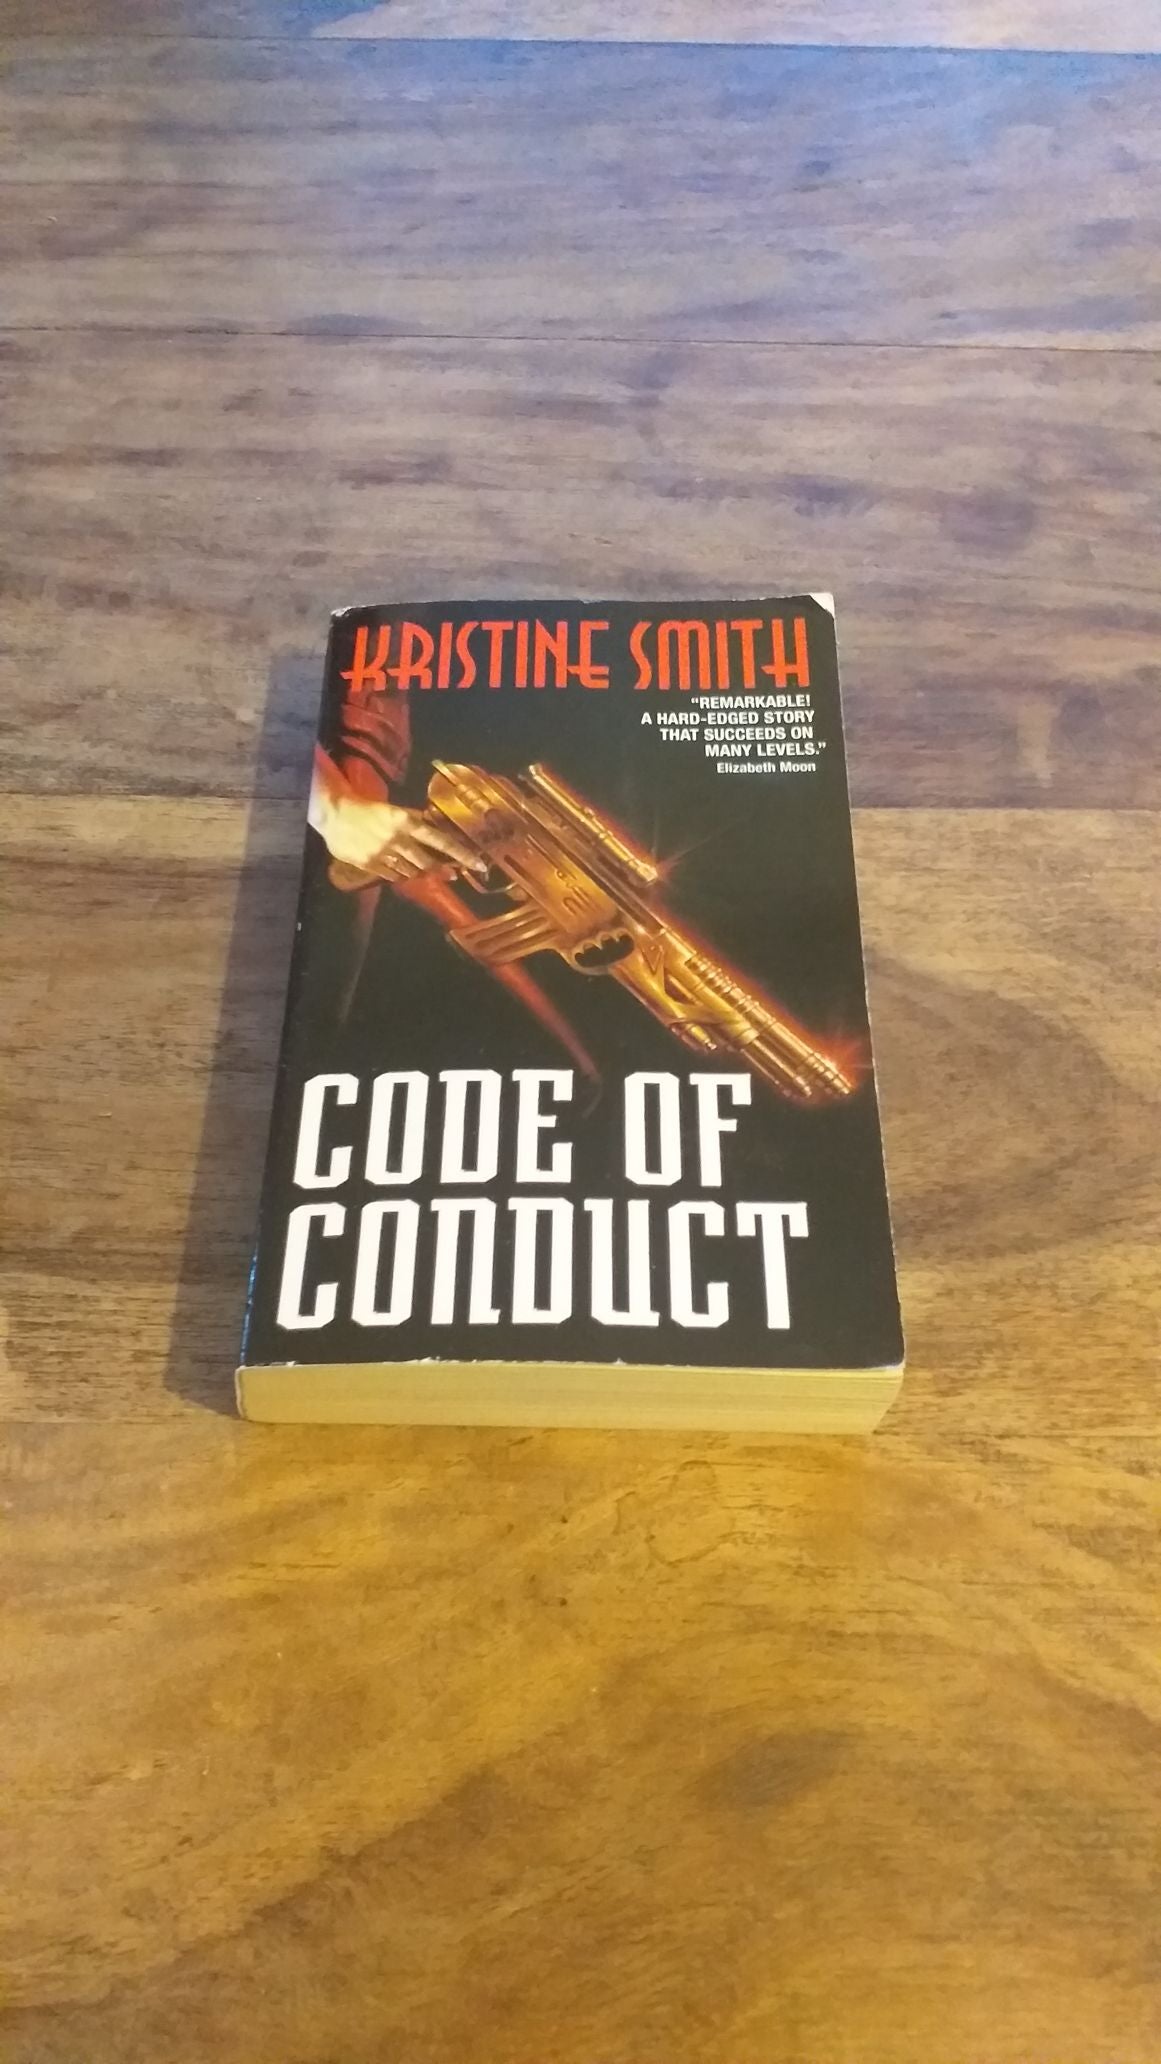 KRISTINE SMITH
"REMARKABLE!
A HARD-EDGED STORY
THAT SUCCEEDS ON
MANY LEVELS."
Elizabeth Moon
CODE OF
CONDUCT